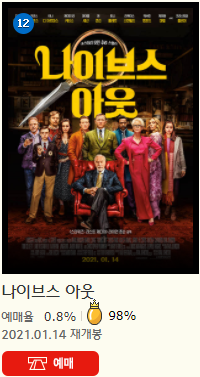 12
나이브스
아웃
2021. 01. 14
나이브스 아웃
예매율 0.8% 98%
2021.01.14 재개봉
예매